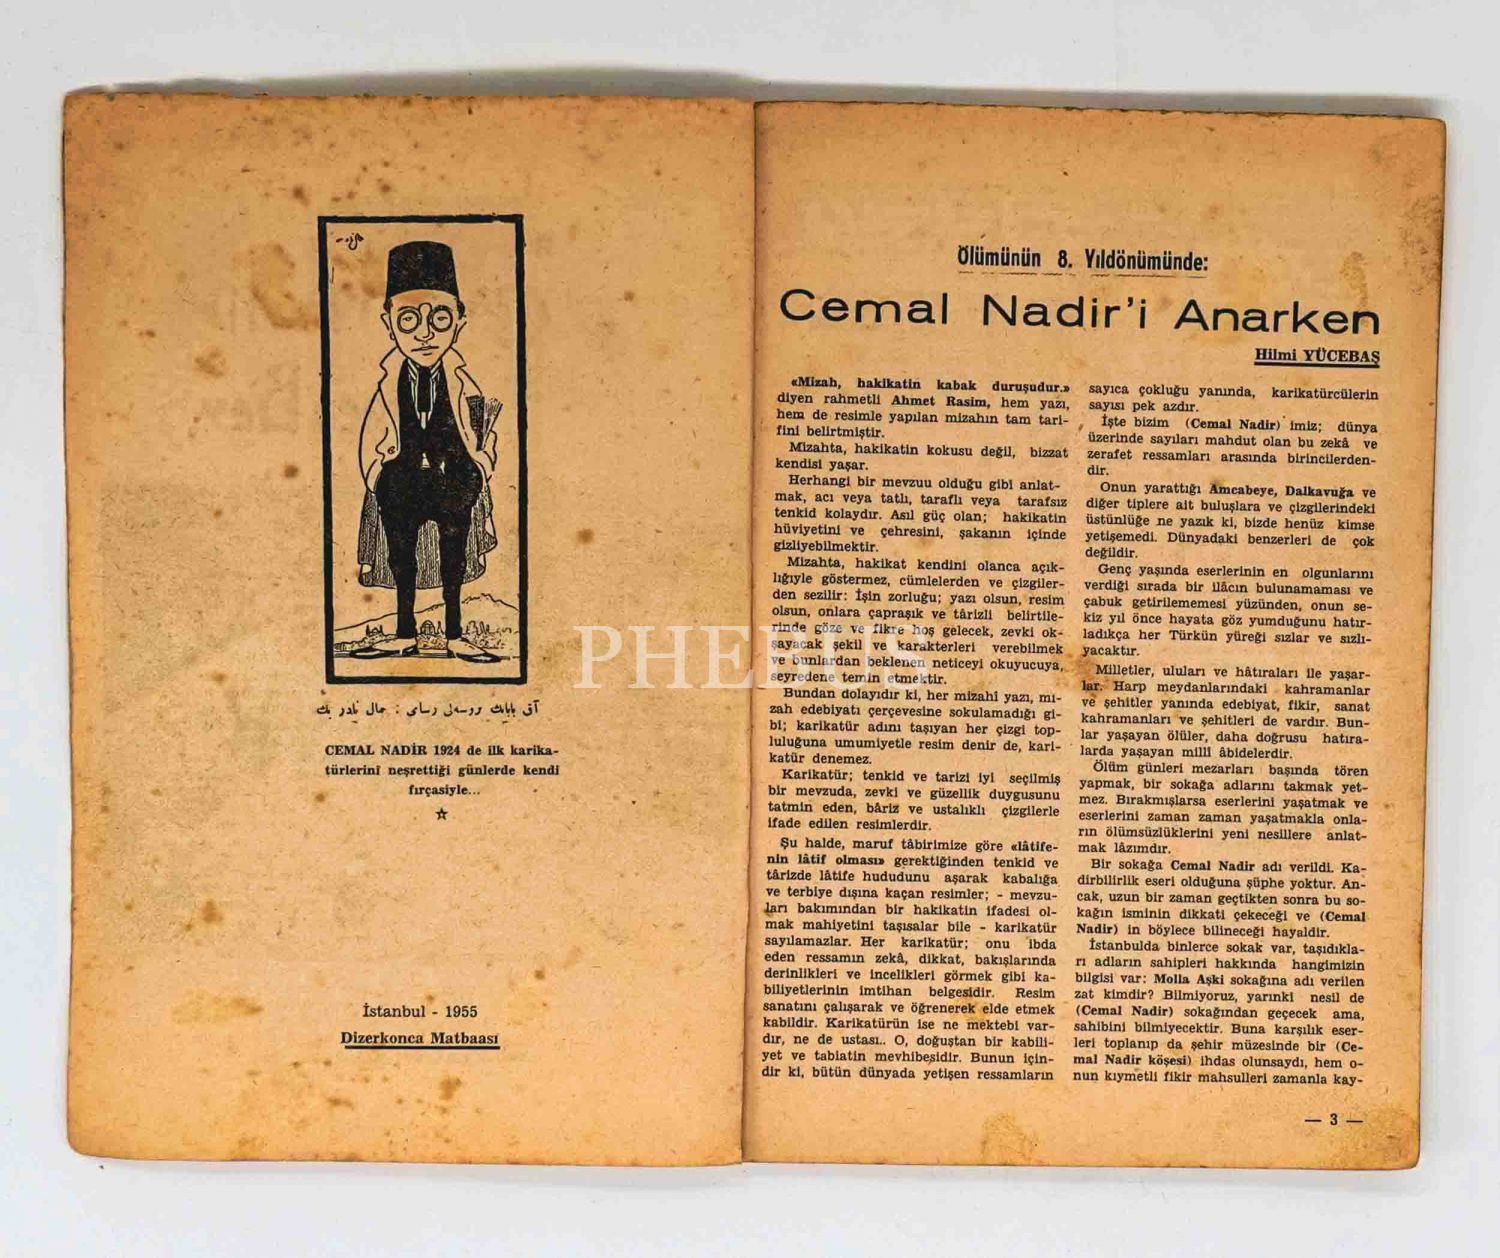 جمال نادر بك
CEMAL NADİR 1924 de ilk karika-
türlerini neşrettiği günlerde kendi
fırçasiyle...
İstanbul - 1955
Dizerkonca Matbaası
Ölümünün 8. Yıldönümünde:
Cemal Nadir'i Anarken
Hilmi YÜCEBAŞ
«Mizah, hakikatin kabak duruşudur.»
diyen rahmetli Ahmet Rasim, hem yazı,
hem de resimle yapılan mizahın tam tari-
fini belirtmiştir.
Mizahta, hakikatin kokusu değil, bizzat
kendisi yaşar.
Herhangi bir mevzuu olduğu gibi anlat-
mak, acı veya tatlı, taraflı veya tarafsız
tenkid kolaydır. Asıl güç olan; hakikatin
hüviyetini ve çehresini, şakanın içinde
gizliyebilmektir.
Mizahta, hakikat kendini olanca açık-
lığıyle göstermez, cümlelerden ve çizgiler-
den sezilir: İşin zorluğu; yazı olsun, resim
olsun, onlara çapraşık ve târizli belirtile-
rinde göze ve fikre hoş gelecek, zevki ok-
şayacak şekil ve karakterleri verebilmek
ve bunlardan beklenen neticeyi okuyucuya,
seyredene temin etmektir.
Bundan dolayıdır ki, her mizahî yazı, mi-
zah edebiyatı çerçevesine sokulamadığı gi-
bi; karikatür adını taşıyan her çizgi top-
luluğuna umumiyetle resim denir de, kari-
katür denemez.
Karikatür; tenkid ve tarizi iyi seçilmiş
bir mevzuda, zevki ve güzellik duygusunu
tatmin eden, bâriz ve ustalıklı çizgilerle
ifade edilen resimlerdir.
Şu halde, maruf tâbirimize göre «lâtife-
nin lâtif olması» gerektiğinden tenkid ve
târizde lâtife hududunu aşarak kabalığa
ve terbiye dışına kaçan resimler; - mevzu-
ları bakımından bir hakikatin ifadesi ol-
mak mahiyetini taşısalar bile - karikatür
sayılamazlar. Her karikatür; onu ibda
eden ressamın zekâ, dikkat, bakışlarında
derinlikleri ve incelikleri görmek gibi ka-
biliyetlerinin imtihan belgesidir. Resim
sanatını çalışarak ve öğrenerek elde etmek
kabildir. Karikatürün ise ne mektebi var-
dır, ne de ustası.. O, doğuştan bir kabili-
yet ve tabiatin mevhibesidir. Bunun için-
dir ki, bütün dünyada yetişen ressamların
sayıca çokluğu yanında, karikatürcülerin
sayısı pek azdır.
İşte bizim (Cemal Nadir) imiz; dünya
üzerinde sayıları mahdut olan bu zekâ ve
zerafet ressamları arasında birincilerden-
dir.
Onun yarattığı Amcabeye, Dalkavuğa ve
diğer tiplere ait buluşlara ve çizgilerindeki
üstünlüğe ne yazık ki, bizde henüz kimse
yetişemedi. Dünyadaki benzerleri de çok
değildir.
Genç yaşında eserlerinin en olgunlarını
verdiği sırada bir ilâcın bulunamaması ve
çabuk getirilememesi yüzünden, onun se-
kiz yıl önce hayata göz yumduğunu hatır-
ladıkça her Türkün yüreği sızlar ve sızlı-
yacaktır.
Milletler, uluları ve hâtıraları ile yaşar-
lar. Harp meydanlarındaki kahramanlar
ve şehitler yanında edebiyat, fikir, sanat
kahramanları ve şehitleri de vardır. Bun-
lar yaşayan ölüler, daha doğrusu hatıra-
larda yaşayan millî âbidelerdir.
Ölüm günleri mezarları başında tören
yapmak, bir sokağa adlarını takmak yet-
mez. Bırakmışlarsa eserlerini yaşatmak ve
eserlerini zaman zaman yaşatmakla onla-
rın ölümsüzlüklerini yeni nesillere anlat-
mak lâzımdır.
Bir sokağa Cemal Nadir adı verildi. Ka-
dirbilirlik eseri olduğuna şüphe yoktur. An-
cak, uzun bir zaman geçtikten sonra bu so-
kağın isminin dikkati çekeceği ve (Cemal
Nadir) in böylece bilineceği hayaldir.
İstanbulda binlerce sokak var, taşıdıkla-
rı adların sahipleri hakkında hangimizin
bilgisi var: Molla Aşki sokağına adı verilen
zat kimdir? Bilmiyoruz, yarınki nesil de
(Cemal Nadir) sokağından geçecek ama,
sahibini bilmiyecektir. Buna karşılık eser-
leri toplanıp da şehir müzesinde bir (Ce-
mal Nadir köşesi) ihdas olunsaydı, hem o-
nun kıymetli fikir mahsulleri zamanla kay-
— 3 —